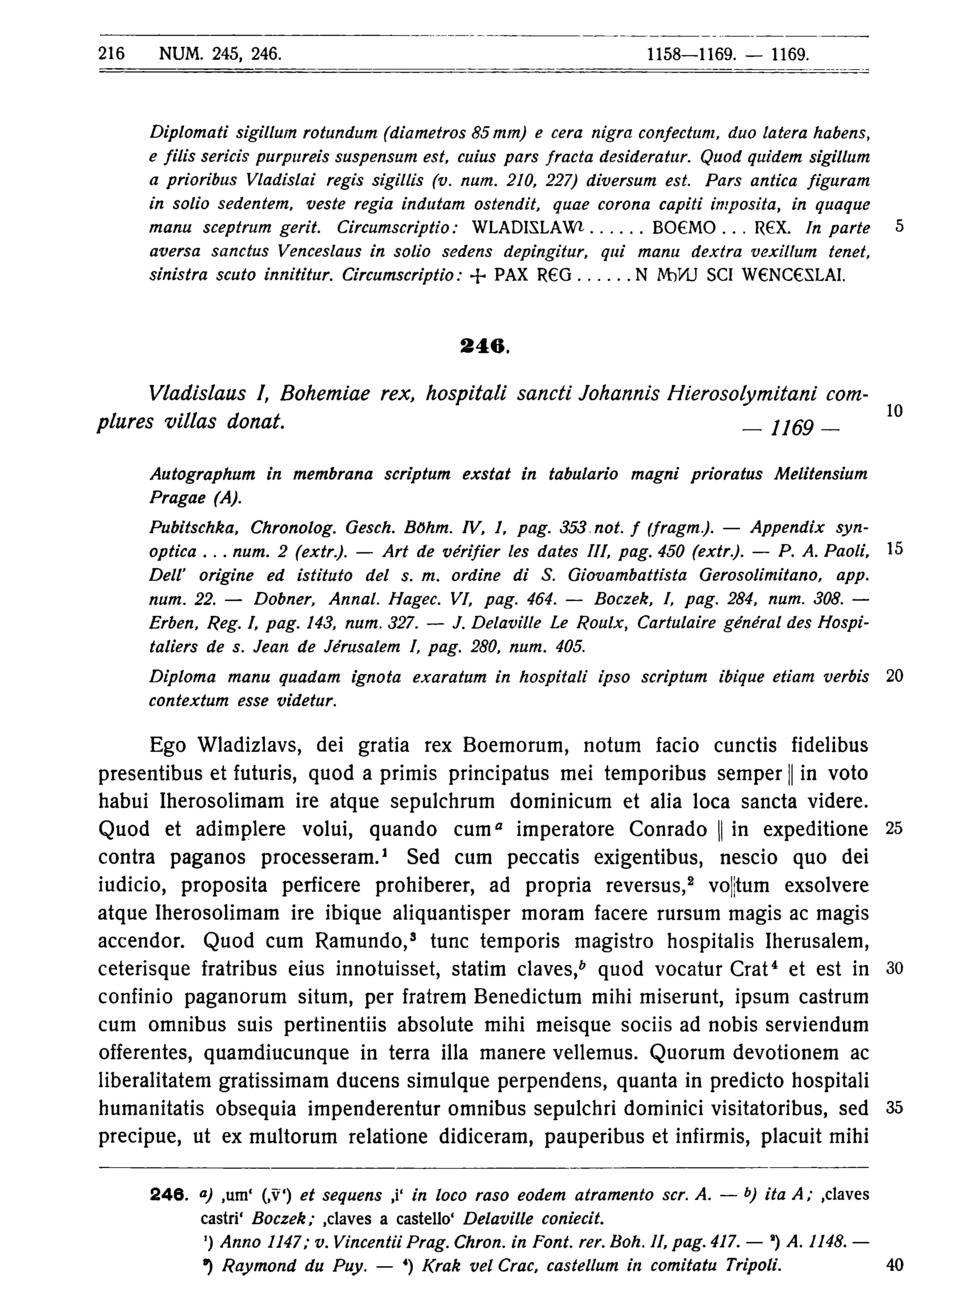 216 NUM. 245, 246. 1158—1169. — 1169.
Diplomati sigillum rotundum (diametros 85 mm) e cera nigra confectum, duo latera habens,
e filis sericis purpureis suspensum est, cuius pars fracta desideratur. Quod quidem sigillum
a prioribus Vladislai regis sigillis (v. num. 210, 227) diversum est. Pars antica figuram
in solio sedentem, veste regia indutam ostendit, quae corona capiti imposita, in quaque
manu sceptrum gerit. Circumscriptio: WLADIZLAW...... BOЄMO... RЄX. In parte 5
aversa sanctus Venceslaus in solio sedens depingitur, qui manu dextra vexillum tenet,
sinistra scuto innititur. Circumscriptio: + PAX RЄG......N SCI WЄNCЄZLAI.
246.
Vladislaus I, Bohemiae rex, hospitali sancti Johannis Hierosolymitani com-
plures villas donat. — 1169 — 10
Autographum in membrana scriptum exstat in tabulario magni prioratus Melitensium
Pragae (A).
Pubitschka, Chronolog. Gesch. Böhm. IV, 1, pag. 353 not. f (fragm.). — Appendix syn-
optica ... num. 2 (extr.). — Art de vérifier les dates III, pag. 450 (extr.). — P. A. Paoli, 15
Dell' origine ed istituto del s. m. ordine di S. Giovambattista Gerosolimitano, app.
num. 22. — Dobner, Annal. Hagec. VI, pag. 464. — Boczek, I, pag. 284, num. 308. —
Erben, Reg. I, pag. 143, num. 327. — J. Delaville Le Roulx, Cartulaire général des Hospi-
taliers de s. Jean de Jérusalem I, pag. 280, num. 405.
Diploma manu quadam ignota exaratum in hospitali ipso scriptum ibique etiam verbis 20
contextum esse videtur.
Ego Wladizlavs, dei gratia rex Boemorum, notum facio cunctis fidelibus
presentibus et futuris, quod a primis principatus mei temporibus semper || in voto
habui Iherosolimam ire atque sepulchrum dominicum et alia loca sancta videre.
Quod et adimplere volui, quando cumᵃ imperatore Conrado || in expeditione 25
contra paganos processeram.¹ Sed cum peccatis exigentibus, nescio quo dei
iudicio, proposita perficere prohiberer, ad propria reversus,² vo||tum exsolvere
atque Iherosolimam ire ibique aliquantisper moram facere rursum magis ac magis
accendor. Quod cum Ramundo,³ tunc temporis magistro hospitalis Iherusalem,
ceterisque fratribus eius innotuisset, statim claves,ᵇ quod vocatur Crat⁴ et est in 30
confinio paganorum situm, per fratrem Benedictum mihi miserunt, ipsum castrum
cum omnibus suis pertinentiis absolute mihi meisque sociis ad nobis serviendum
offerentes, quamdiucunque in terra illa manere vellemus. Quorum devotionem ac
liberalitatem gratissimam ducens simulque perpendens, quanta in predicto hospitali
humanitatis obsequia impenderentur omnibus sepulchri dominici visitatoribus, sed 35
precipue, ut ex multorum relatione didiceram, pauperibus et infirmis, placuit mihi
246. a) ‚um‘ (‚v̄‘) et sequens ‚i‘ in loco raso eodem atramento scr. A. — b) ita A; ‚claves
castri‘ Boczek; ‚claves a castello‘ Delaville coniecit.
¹) Anno 1147; v. Vincentii Prag. Chron. in Font. rer. Boh. II, pag. 417. — ²) A. 1148. —
³) Raymond du Puy. — ⁴) Krak vel Crac, castellum in comitatu Tripoli. 40